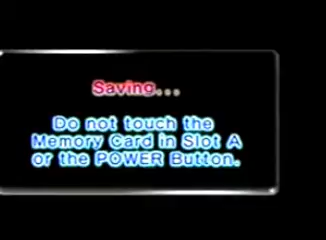 Saving...
Do not touch the
Memory Card in Slot A
or the POWER Button.